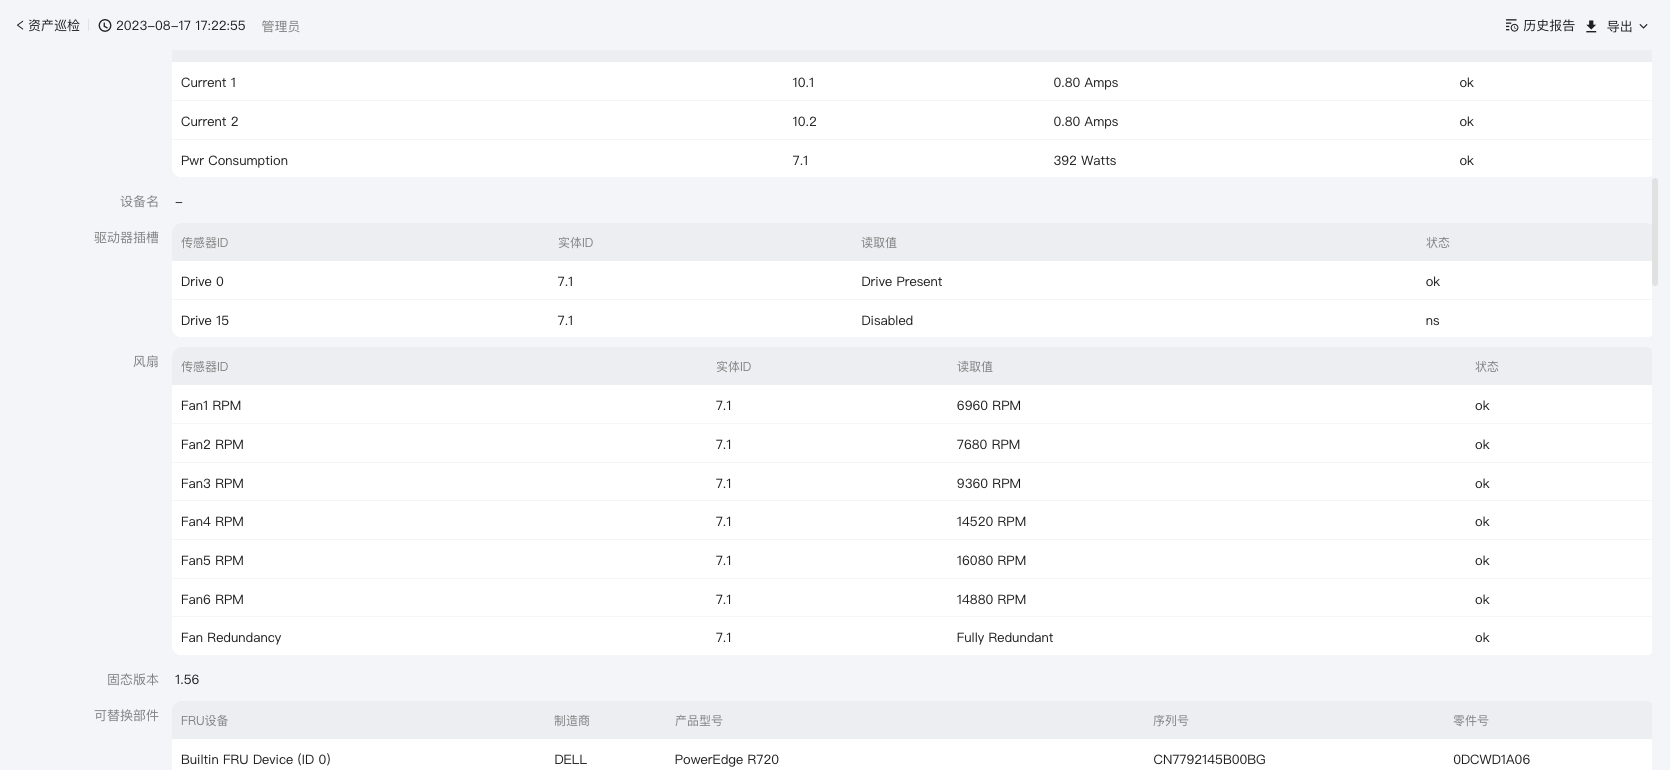 资产巡检 2023-08-17 17:22:55 管理员 历史报告 导出
Current 1 10.1 0.80 Amps ok
Current 2 10.2 0.80 Amps ok
Pwr Consumption 7.1 392 Watts ok
设备名 –
驱动器插槽 传感器ID 实体ID 读取值 状态
Drive 0 7.1 Drive Present ok
Drive 15 7.1 Disabled ns
风扇 传感器ID 实体ID 读取值 状态
Fan1 RPM 7.1 6960 RPM ok
Fan2 RPM 7.1 7680 RPM ok
Fan3 RPM 7.1 9360 RPM ok
Fan4 RPM 7.1 14520 RPM ok
Fan5 RPM 7.1 16080 RPM ok
Fan6 RPM 7.1 14880 RPM ok
Fan Redundancy 7.1 Fully Redundant ok
固态版本 1.56
可替换部件 FRU设备 制造商 产品型号 序列号 零件号
Builtin FRU Device (ID 0) DELL PowerEdge R720 CN7792145B00BG 0DCWD1A06